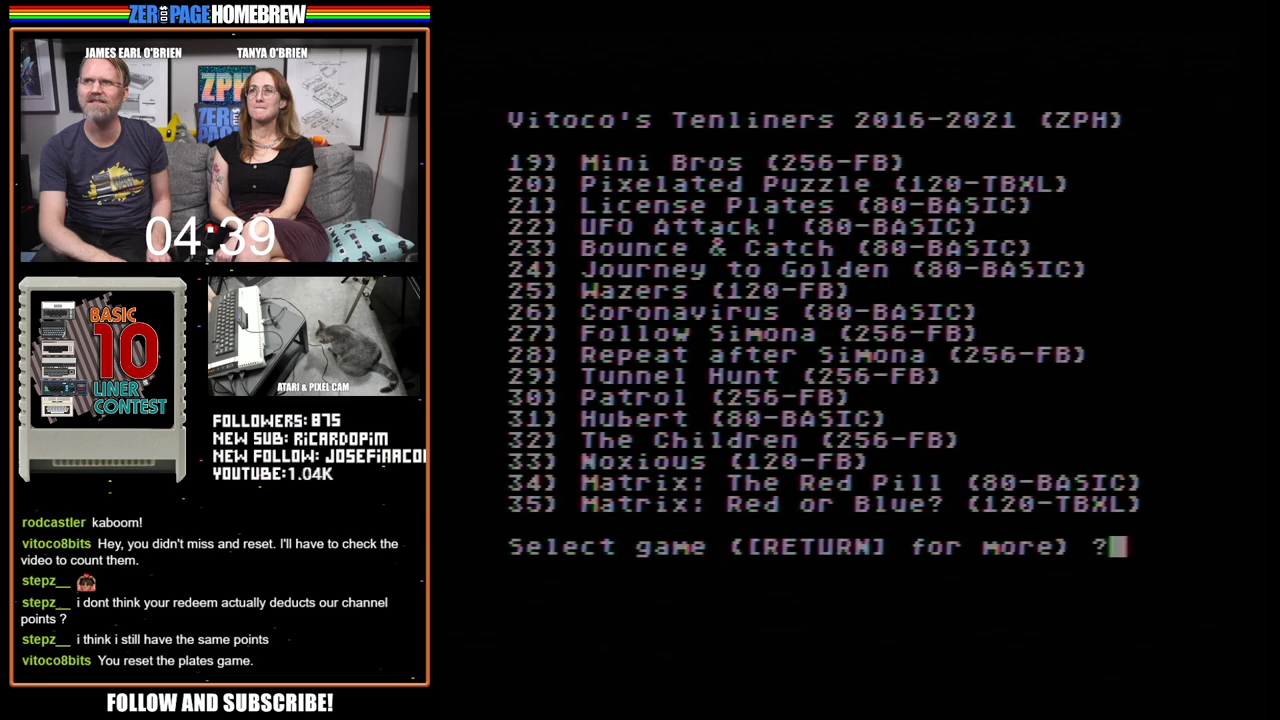 ZEROPAGE HOMEBREW
JAMES EARL O'BRIEN
TANYA O'BRIEN
ZPH
04:39
BASIC
10
LINER
CONTEST
ATARI & PIXEL CAM
FOLLOWERS: 875
NEW SUB: RICARDOPIM
NEW FOLLOW: JOSEFINACO
YOUTUBE:1.04K
rodcastler kaboom!
vitoco8bits Hey, you didn't miss and reset. I'll have to check the
video to count them.
stepz__
stepz__ i dont think your redeem actually deducts our channel
points ?
stepz__ i think i still have the same points
vitoco8bits You reset the plates game.
FOLLOW AND SUBSCRIBE!
Vitoco's Tenliners 2016-2021 (ZPH)
19) Mini Bros (256-FB)
20) Pixelated Puzzle (120-TBXL)
21) License Plates (80-BASIC)
22) UFO Attack! (80-BASIC)
23) Bounce & Catch (80-BASIC)
24) Journey to Golden (80-BASIC)
25) Wazers (120-FB)
26) Coronavirus (80-BASIC)
27) Follow Simona (256-FB)
28) Repeat after Simona (256-FB)
29) Tunnel Hunt (256-FB)
30) Patrol (256-FB)
31) Hubert (80-BASIC)
32) The Children (256-FB)
33) Noxious (120-FB)
34) Matrix: The Red Pill (80-BASIC)
35) Matrix: Red or Blue? (120-TBXL)
Select game ([RETURN] for more) ?